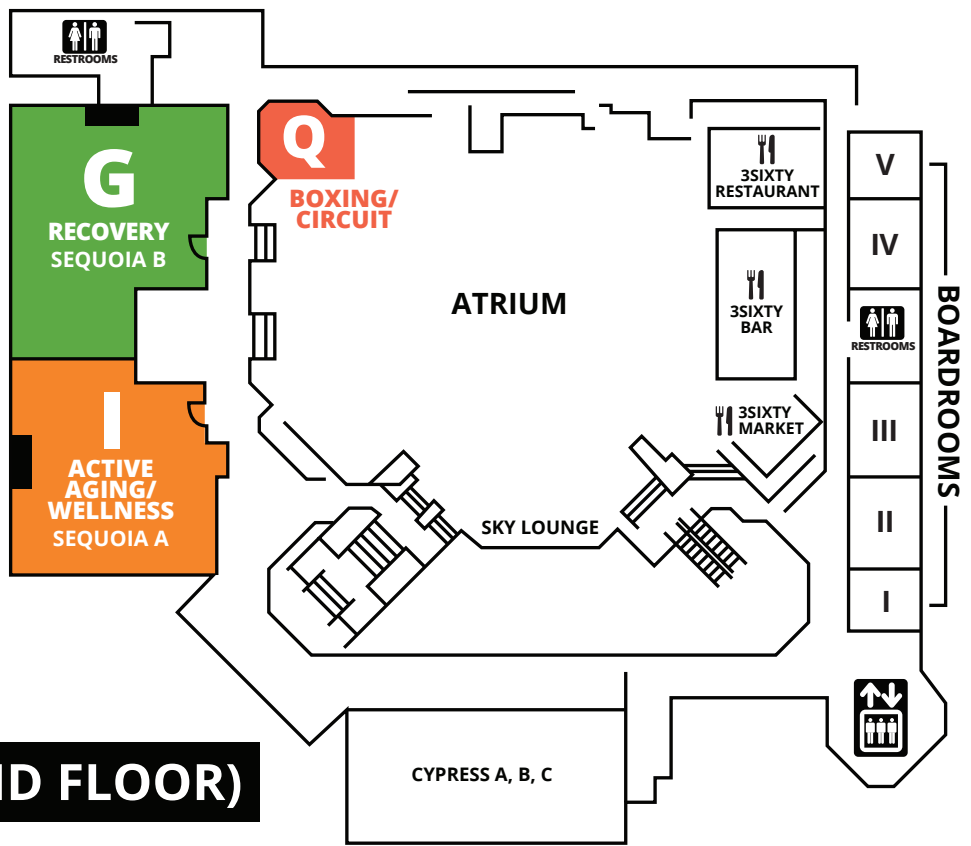 RESTROOMS
G
RECOVERY
SEQUOIA B
Q
BOXING/
CIRCUIT
ATRIUM
3SIXTY
RESTAURANT
3SIXTY
BAR
3SIXTY
MARKET
V
IV
RESTROOMS
III
II
I
BOARDROOMS
I
ACTIVE
AGING/
WELLNESS
SEQUOIA A
SKY LOUNGE
CYPRESS A, B, C
FLOOR)